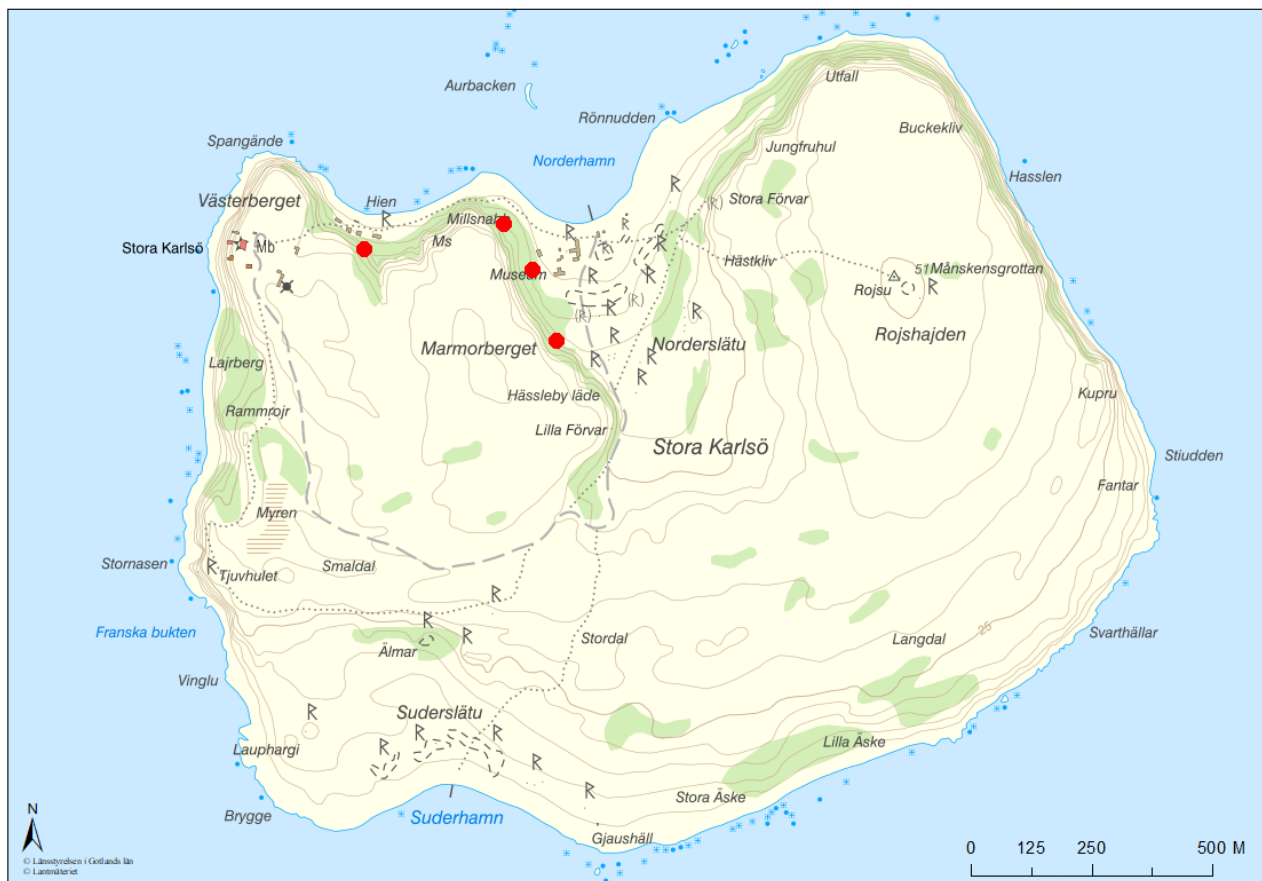 Utfall
Aurbacken
Rönnudden
Buckekliv
Spangände
Jungfruhul
Norderhamn
Hasslen
Västerberget
Hien
Stora Förvar
(R)
Millsnabb
Stora Karlsö
Mb
Ms
Hästkliv
51
Månskensgrottan
Museum
Rojsu
(R)
(R)
Rojshajden
Marmorberget
Norderslätu
Lajrberg
Hässleby läde
Kupru
Rammrojr
Lilla Förvar
Stora Karlsö
Stiudden
Fantar
Myren
Stornasen
Tjuvhulet
Smaldal
Franska bukten
Stordal
Langdal
25
Svarthällar
Älmar
Vinglu
Suderslätu
Lauphargi
Lilla Äske
Stora Äske
Brygge
Suderhamn
Gjaushäll
N
0 125 250 500 M
© Länsstyrelsen i Gotlands län
© Lantmäteriet